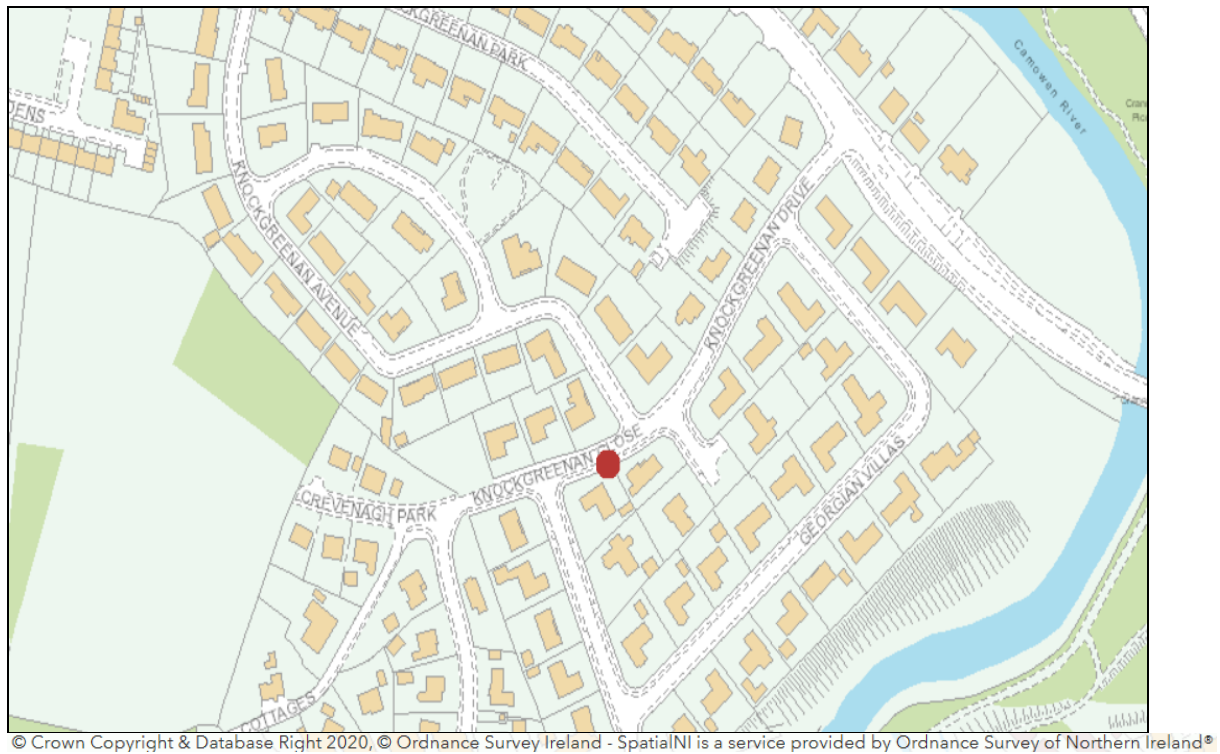 KGREENAN PARK
Camowen River
DENS
KNOCKGREENAN AVENUE
KNOCKGREENAN DRIVE
KNOCKGREENAN CLOSE
CREVENAGH PARK
GEORGIAN VILLAS
COTTAGES
© Crown Copyright & Database Right 2020, © Ordnance Survey Ireland - SpatialNI is a service provided by Ordnance Survey of Northern Ireland®